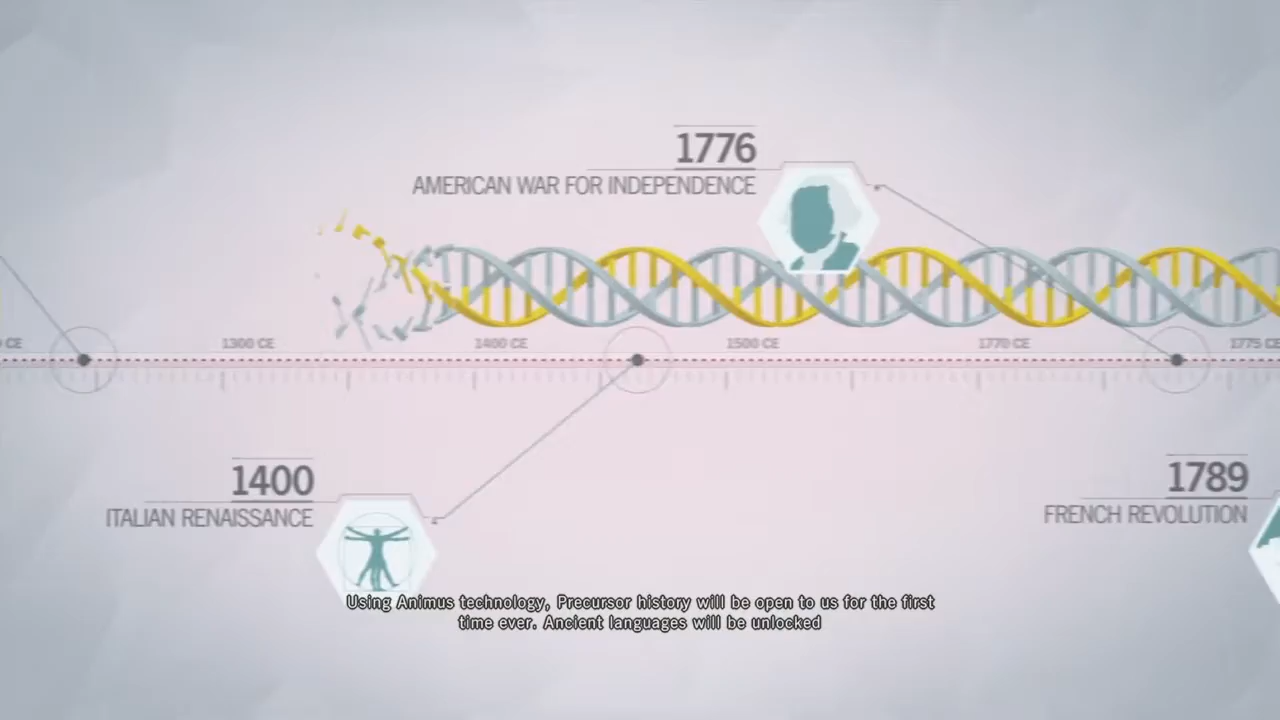 1776
AMERICAN WAR FOR INDEPENDENCE
CE
1300 CE
1400 CE
1500 CE
1770 CE
1775 CE
1400
ITALIAN RENAISSANCE
1789
FRENCH REVOLUTION
Using Animus technology, Precursor history will be open to us for the first
time ever. Ancient languages will be unlocked